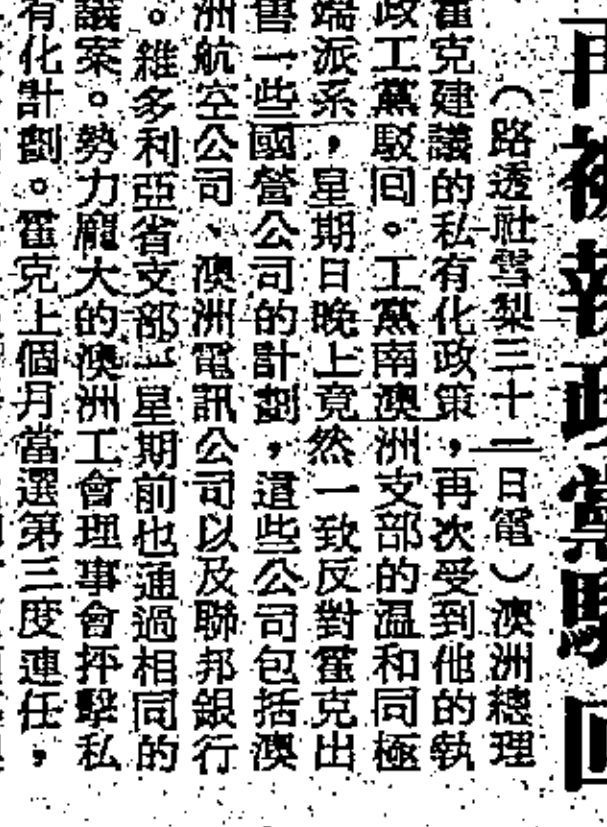 再被執政黨駁回
(路透社雪梨三十一日電)澳洲總理
霍克建議的私有化政策,再次受到他的執
政工黨駁回。工黨南澳洲支部的温和同極
端派系,星期日晚上竟然一致反對霍克出
售一些國營公司的計劃,這些公司包括澳
洲航空公司、澳洲電訊公司以及聯邦銀行
。維多利亞省支部一星期前也通過相同的
議案。勢力龐大的澳洲工會理事會抨擊私
有化計劃。霍克上個月當選第三度連任,